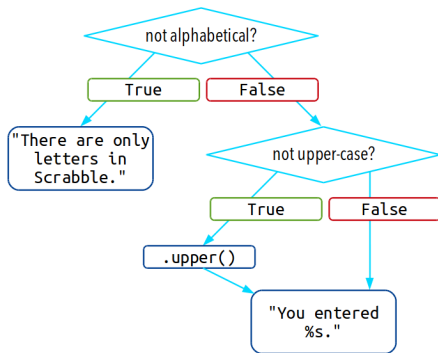 not alphabetical?
True
False
"There are only
letters in
Scrabble."
not upper-case?
True
False
.upper()
"You entered
%s."